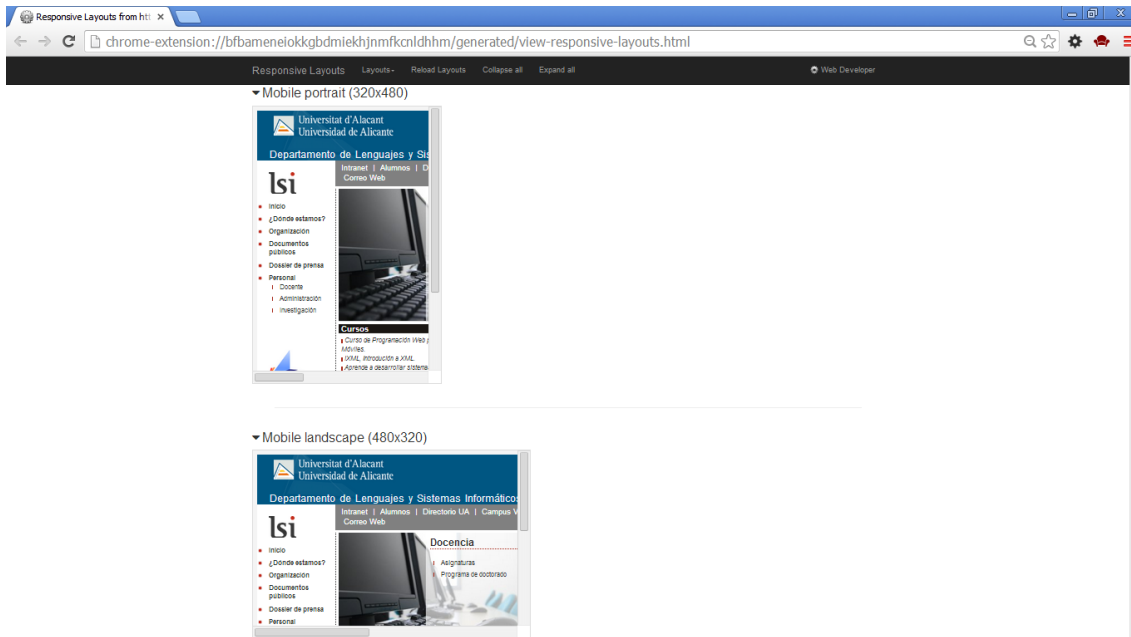 Responsive Layouts from htt
chrome-extension://bfbameneiokkgbdmiekhjnmfkcnldhhm/generated/view-responsive-layouts.html
Responsive Layouts Layouts Reload Layouts Collapse all Expand all Web Developer
Mobile portrait (320x480)
Universitat d'Alacant
Universidad de Alicante
Departamento de Lenguajes y Sis
Intranet | Alumnos | D
Correo Web
lsi
Inicio
¿Dónde estamos?
Organización
Documentos
públicos
Dossier de prensa
Personal
Docente
Administración
Investigación
Cursos
Curso de Programación Web p
Móviles.
IXML, Introducción a XML.
Aprende a desarrollar sistema
Mobile landscape (480x320)
Universitat d'Alacant
Universidad de Alicante
Departamento de Lenguajes y Sistemas Informáticos
Intranet | Alumnos | Directorio UA | Campus V
Correo Web
lsi
Inicio
¿Dónde estamos?
Organización
Documentos
públicos
Dossier de prensa
Personal
Docencia
Asignaturas
Programa de doctorado